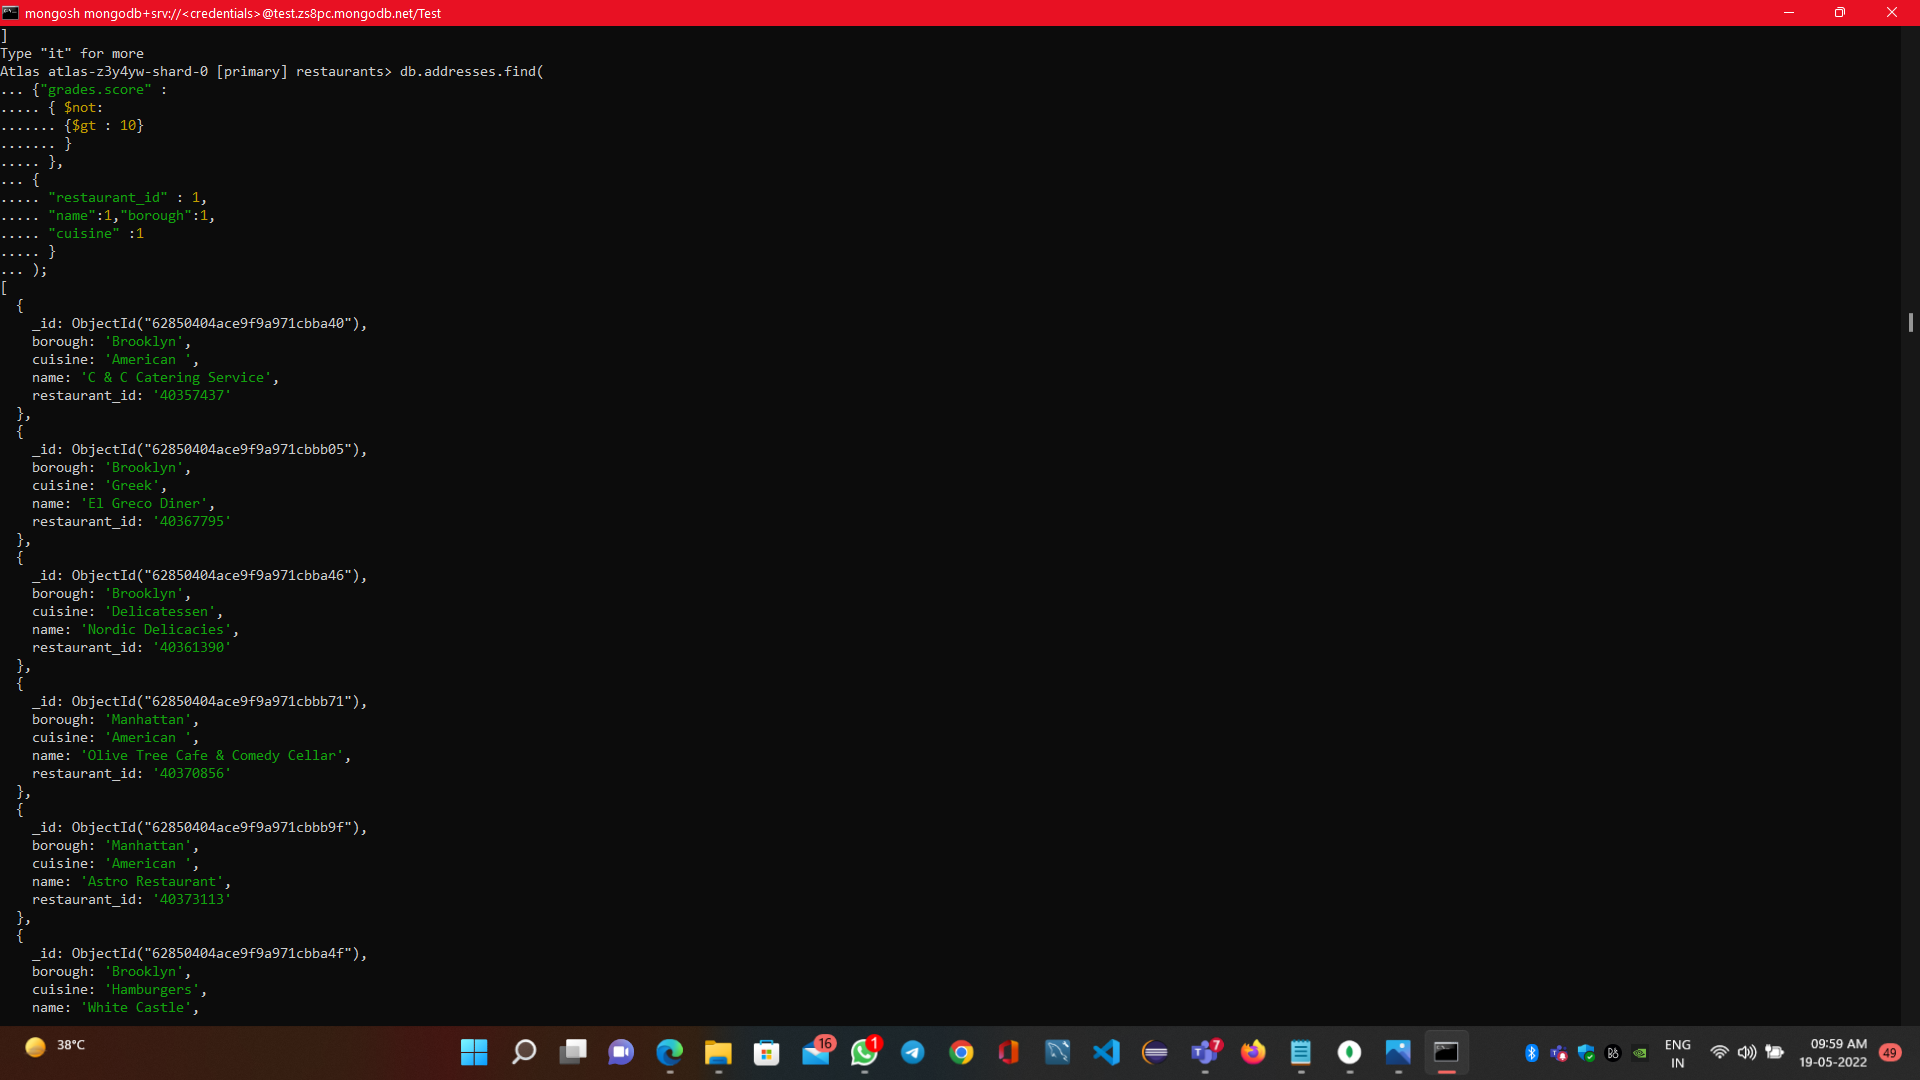 mongosh mongodb+srv://<credentials>@test.zs8pc.mongodb.net/Test
]
Type "it" for more
Atlas atlas-z3y4yw-shard-0 [primary] restaurants> db.addresses.find(
... {"grades.score" :
..... { $not:
....... {$gt : 10}
....... }
..... },
... {
..... "restaurant_id" : 1,
..... "name":1,"borough":1,
..... "cuisine" :1
..... }
... );
[
  {
    _id: ObjectId("62850404ace9f9a971cbba40"),
    borough: 'Brooklyn',
    cuisine: 'American ',
    name: 'C & C Catering Service',
    restaurant_id: '40357437'
  },
  {
    _id: ObjectId("62850404ace9f9a971cbbb05"),
    borough: 'Brooklyn',
    cuisine: 'Greek',
    name: 'El Greco Diner',
    restaurant_id: '40367795'
  },
  {
    _id: ObjectId("62850404ace9f9a971cbba46"),
    borough: 'Brooklyn',
    cuisine: 'Delicatessen',
    name: 'Nordic Delicacies',
    restaurant_id: '40361390'
  },
  {
    _id: ObjectId("62850404ace9f9a971cbbb71"),
    borough: 'Manhattan',
    cuisine: 'American ',
    name: 'Olive Tree Cafe & Comedy Cellar',
    restaurant_id: '40370856'
  },
  {
    _id: ObjectId("62850404ace9f9a971cbbb9f"),
    borough: 'Manhattan',
    cuisine: 'American ',
    name: 'Astro Restaurant',
    restaurant_id: '40373113'
  },
  {
    _id: ObjectId("62850404ace9f9a971cbba4f"),
    borough: 'Brooklyn',
    cuisine: 'Hamburgers',
    name: 'White Castle',
38°C
16
1
7
ENG
IN
09:59 AM
19-05-2022
49